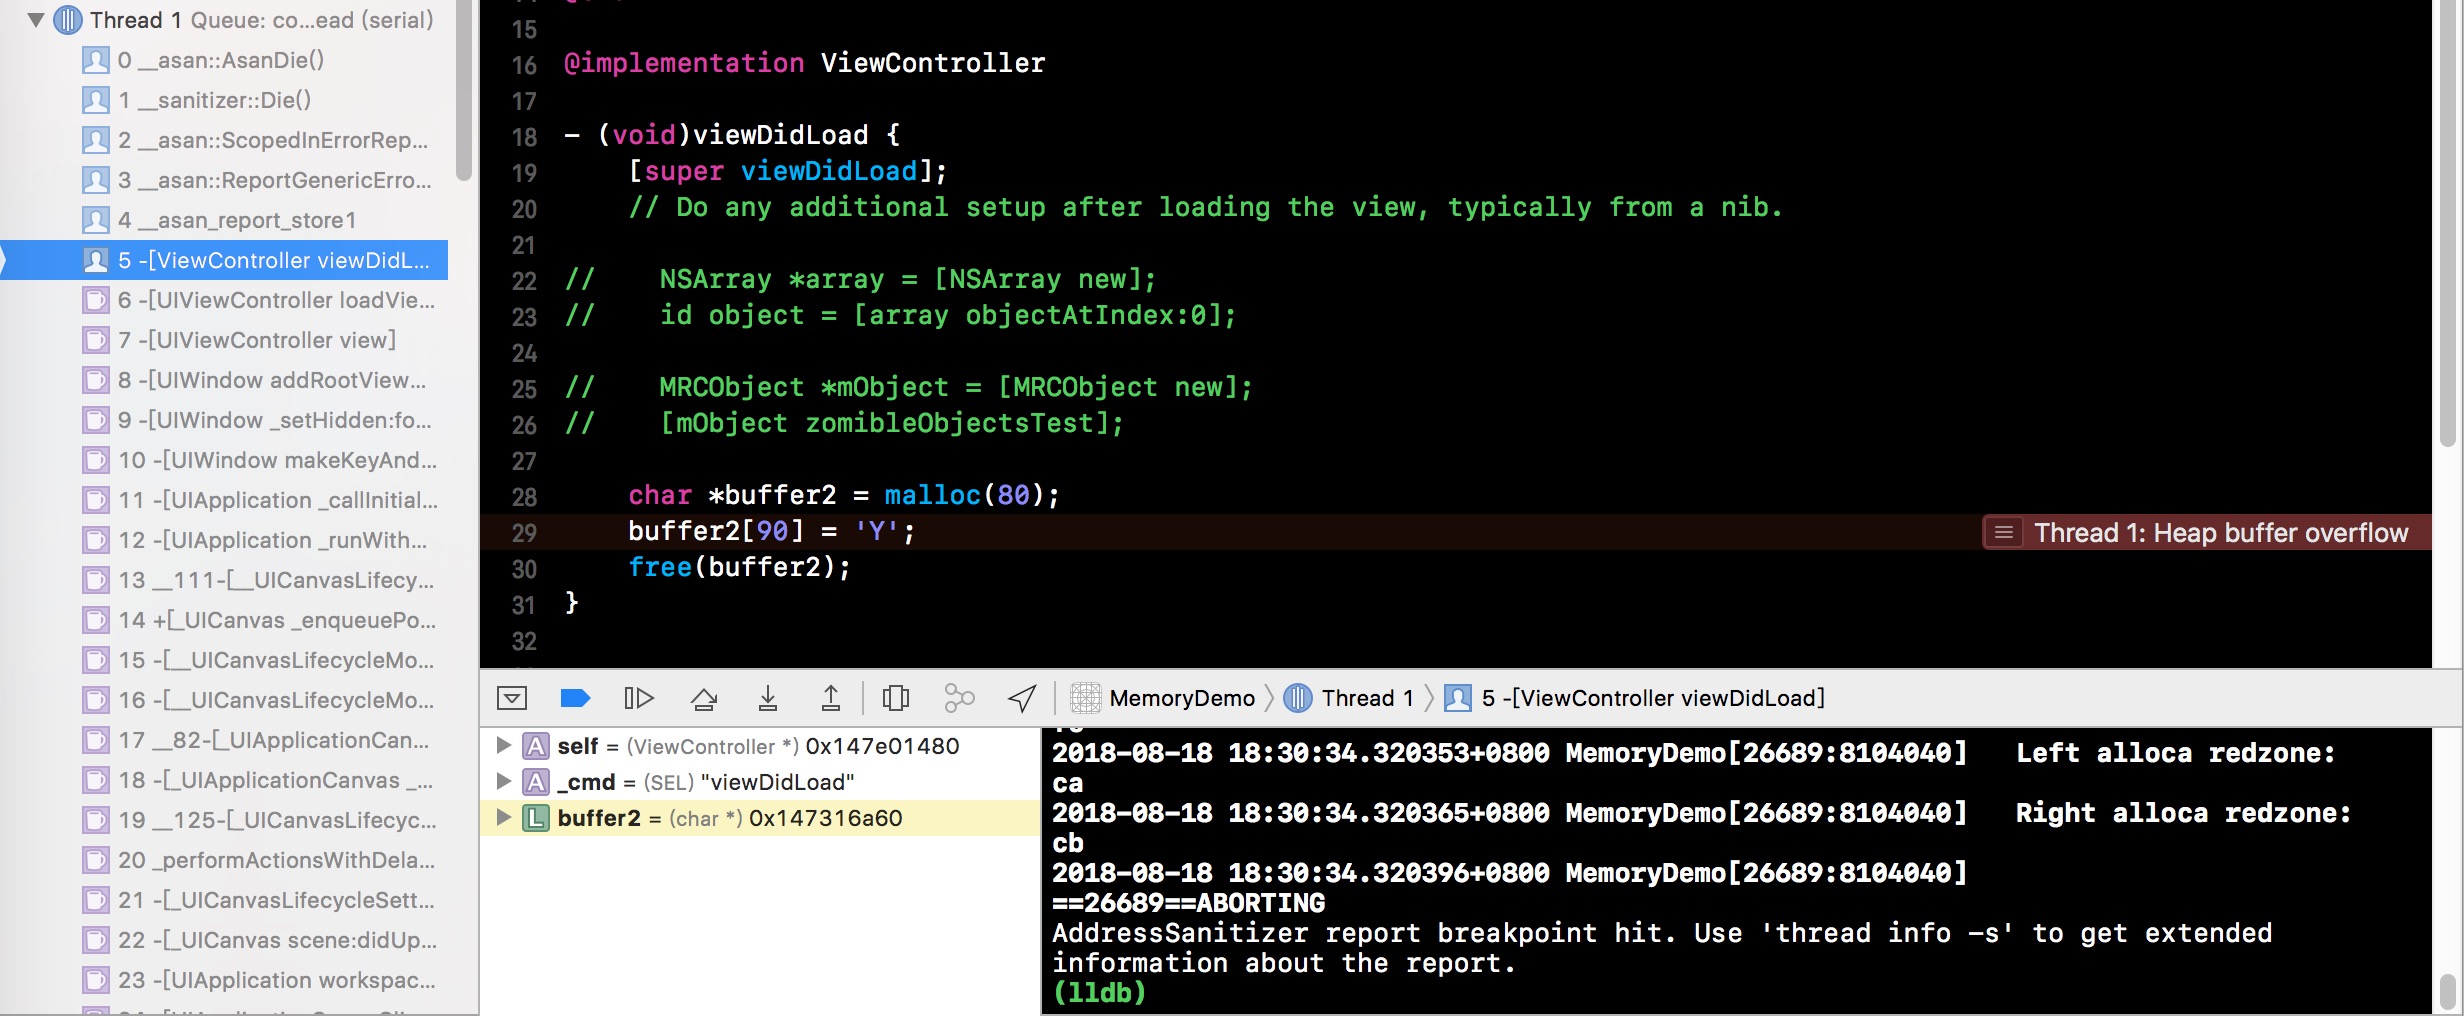 Thread 1 Queue: co...ead (serial)
0 __asan::AsanDie()
1 __sanitizer::Die()
2 __asan::ScopedInErrorRep...
3 __asan::ReportGenericErro...
4 __asan_report_store1
5 -[ViewController viewDidL...
6 -[UIViewController loadVie...
7 -[UIViewController view]
8 -[UIWindow addRootView...
9 -[UIWindow _setHidden:fo...
10 -[UIWindow makeKeyAnd...
11 -[UIApplication _callInitial...
12 -[UIApplication _runWith...
13 __111-[__UICanvasLifecy...
14 +[_UICanvas _enqueuePo...
15 -[__UICanvasLifecycleMo...
16 -[__UICanvasLifecycleMo...
17 __82-[_UIApplicationCan...
18 -[_UIApplicationCanvas _...
19 __125-[_UICanvasLifecyc...
20 _performActionsWithDela...
21 -[_UICanvasLifecycleSett...
22 -[_UICanvas scene:didUp...
23 -[UIApplication workspac...
15
16 @implementation ViewController
17
18 - (void)viewDidLoad {
19 [super viewDidLoad];
20 // Do any additional setup after loading the view, typically from a nib.
21
22 // NSArray *array = [NSArray new];
23 // id object = [array objectAtIndex:0];
24
25 // MRCObject *mObject = [MRCObject new];
26 // [mObject zomibleObjectsTest];
27
28 char *buffer2 = malloc(80);
29 buffer2[90] = 'Y'; Thread 1: Heap buffer overflow
30 free(buffer2);
31 }
32
MemoryDemo Thread 1 5 -[ViewController viewDidLoad]
A self = (ViewController *) 0x147e01480
A _cmd = (SEL) "viewDidLoad"
L buffer2 = (char *) 0x147316a60
2018-08-18 18:30:34.320353+0800 MemoryDemo[26689:8104040] Left alloca redzone:
ca
2018-08-18 18:30:34.320365+0800 MemoryDemo[26689:8104040] Right alloca redzone:
cb
2018-08-18 18:30:34.320396+0800 MemoryDemo[26689:8104040]
==26689==ABORTING
AddressSanitizer report breakpoint hit. Use 'thread info -s' to get extended
information about the report.
(lldb)